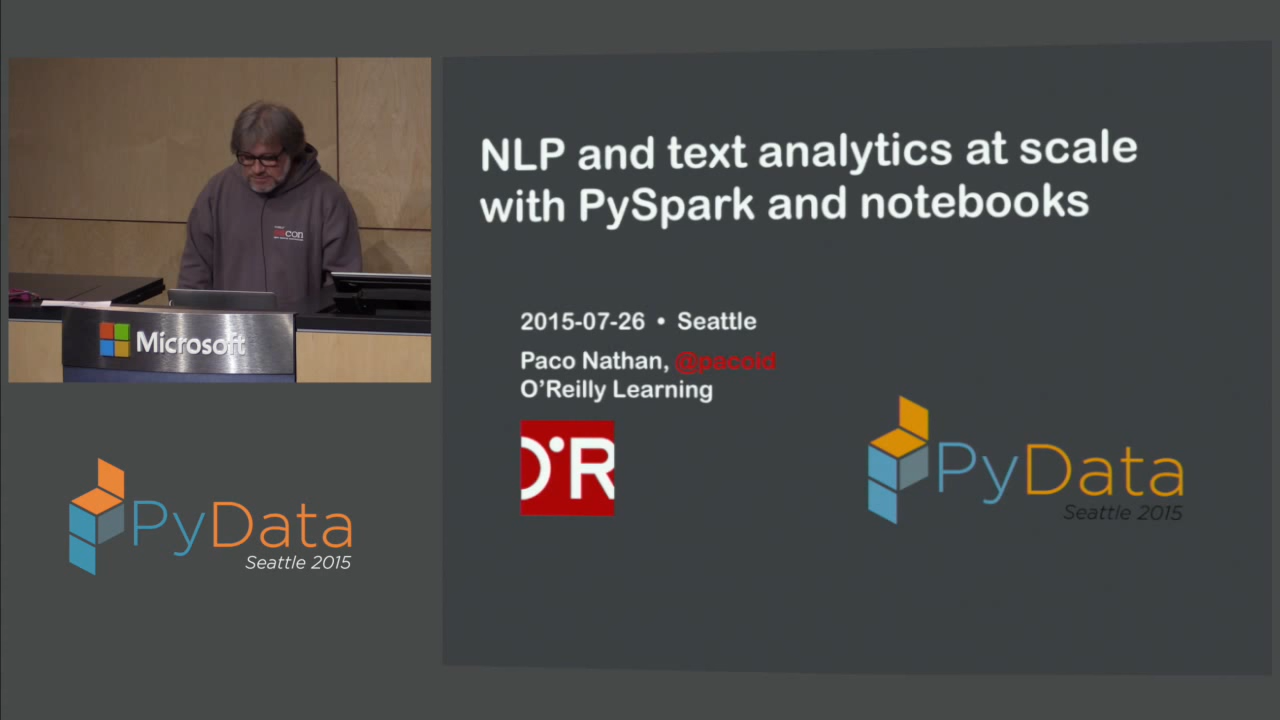 NLP and text analytics at scale
with PySpark and notebooks
2015-07-26 • Seattle
Paco Nathan, @pacoid
O'Reilly Learning
O'R
PyData
Seattle 2015
Microsoft
con
PyData
Seattle 2015